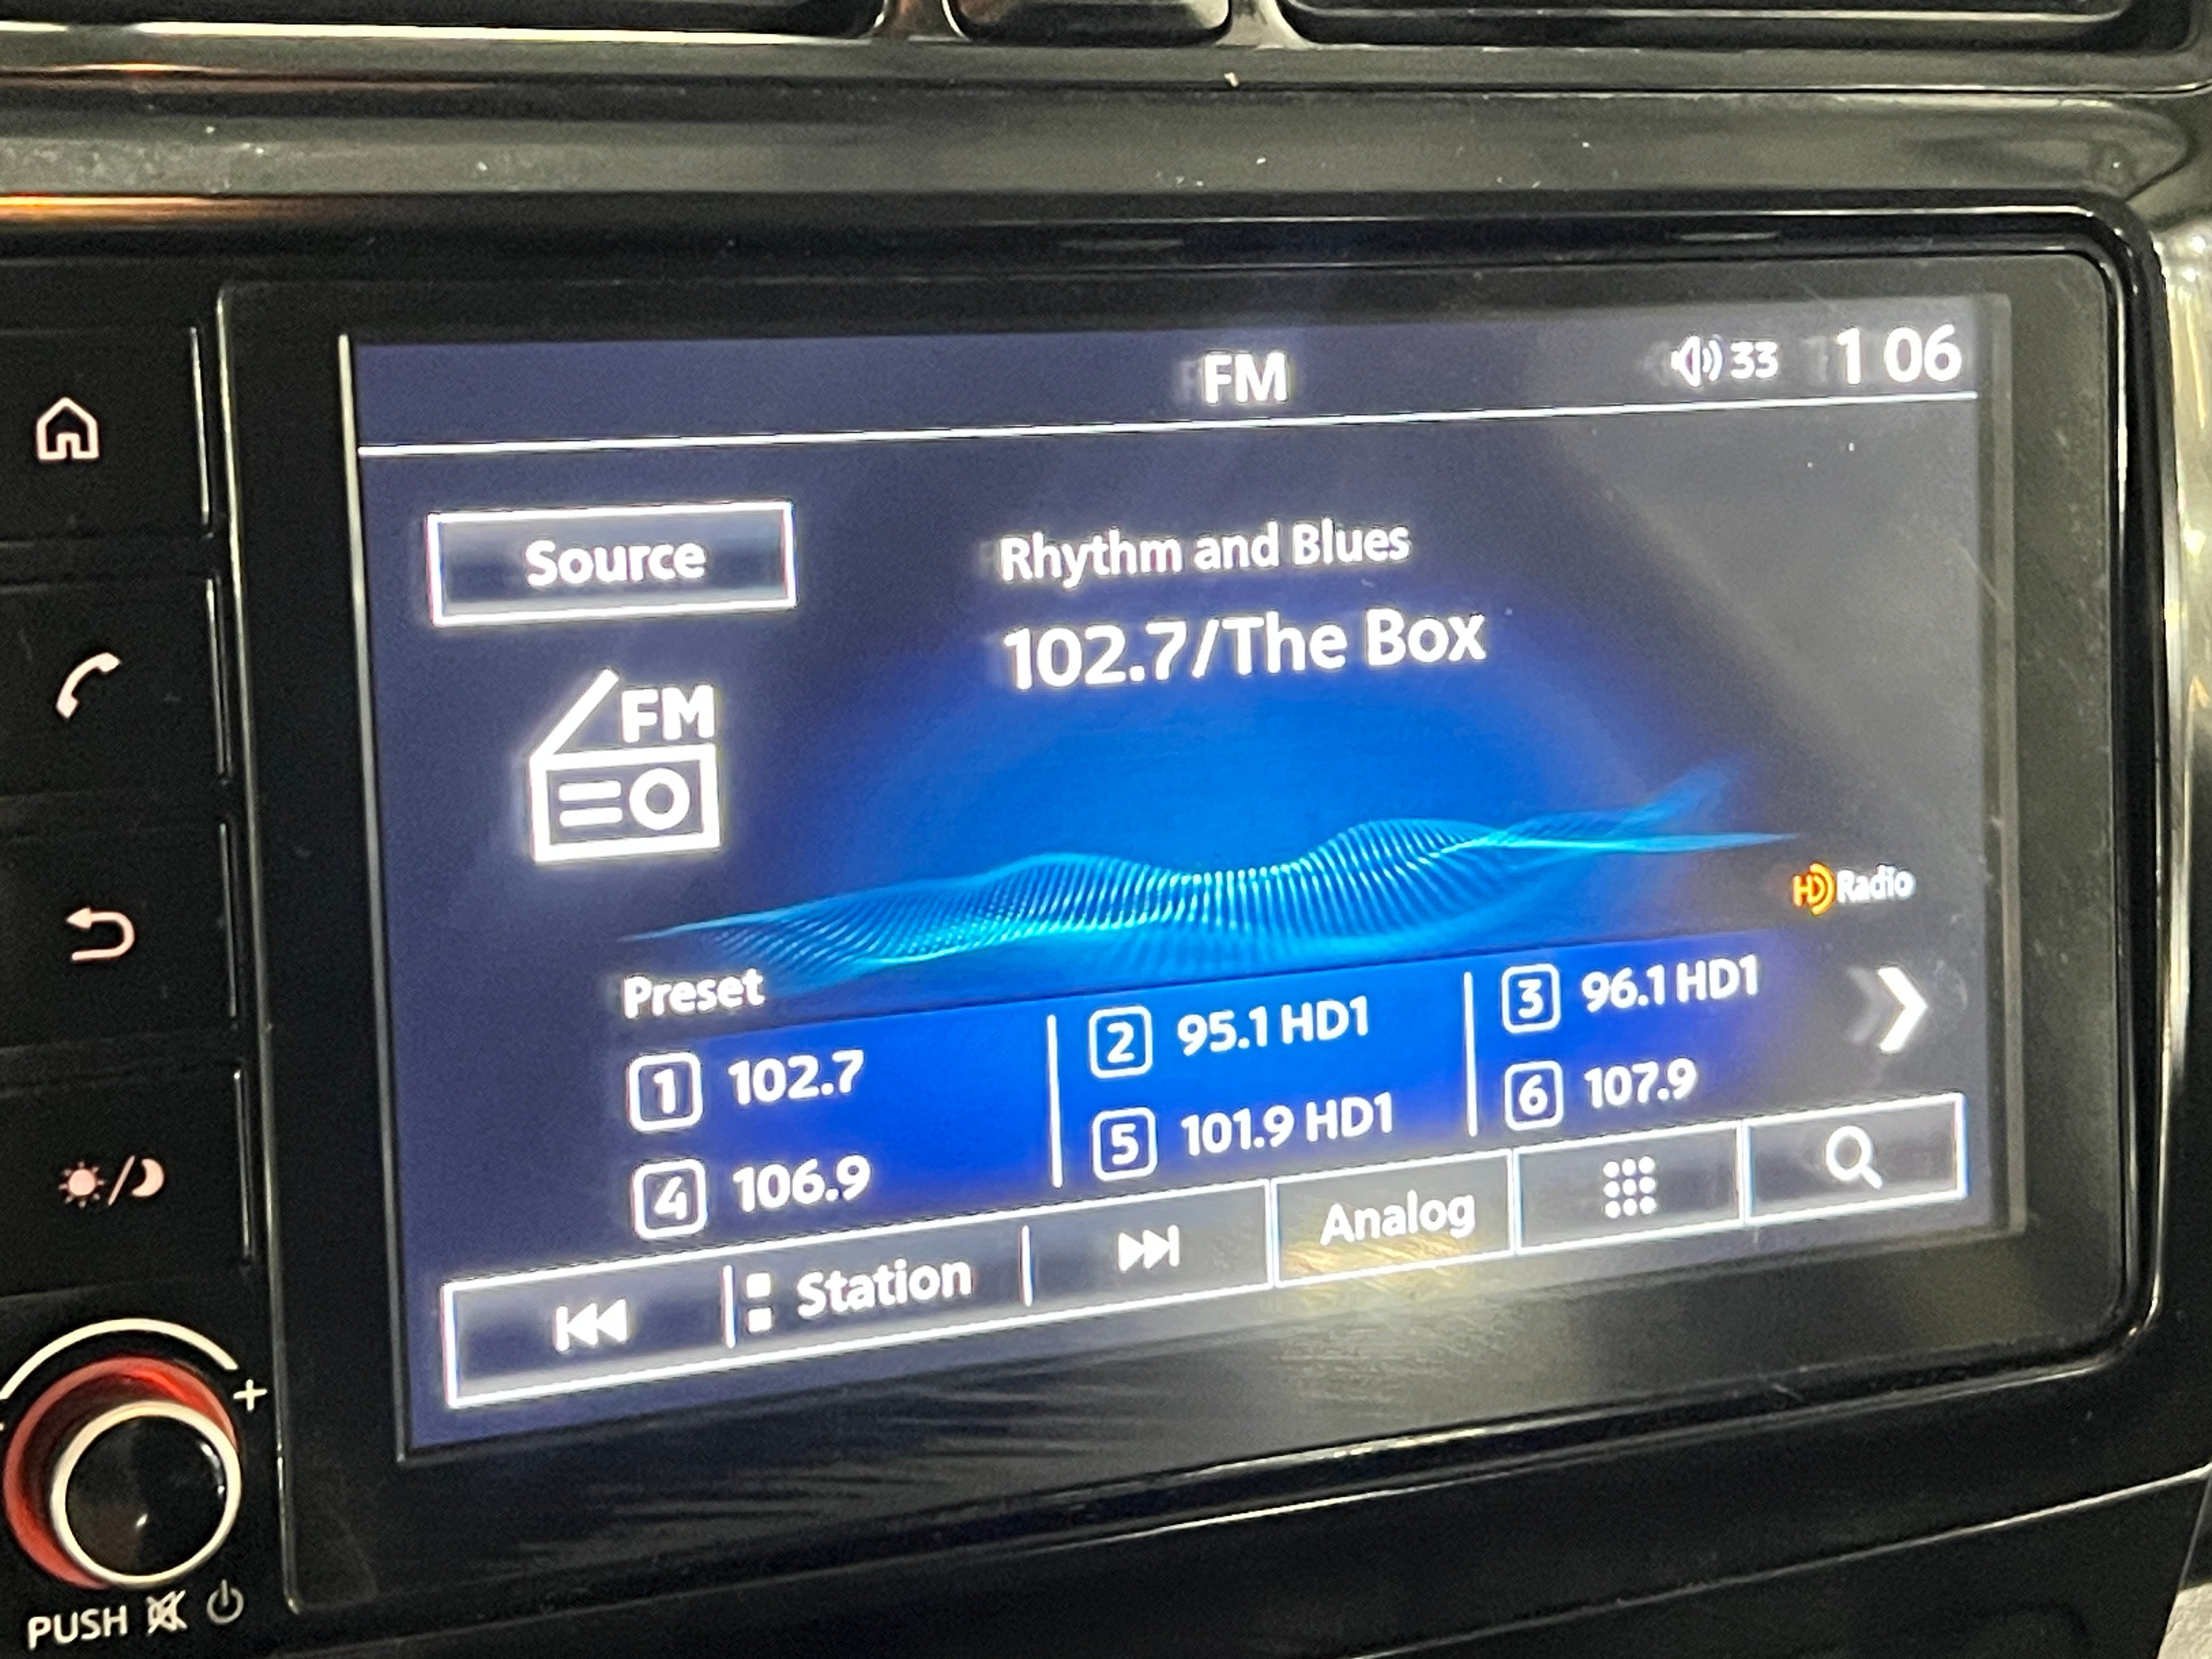 FM
33
1 06
Source
Rhythm and Blues
102.7/The Box
FM
HD Radio
Preset
1 102.7
2 95.1 HD1
3 96.1 HD1
4 106.9
5 101.9 HD1
6 107.9
Station
Analog
+
PUSH